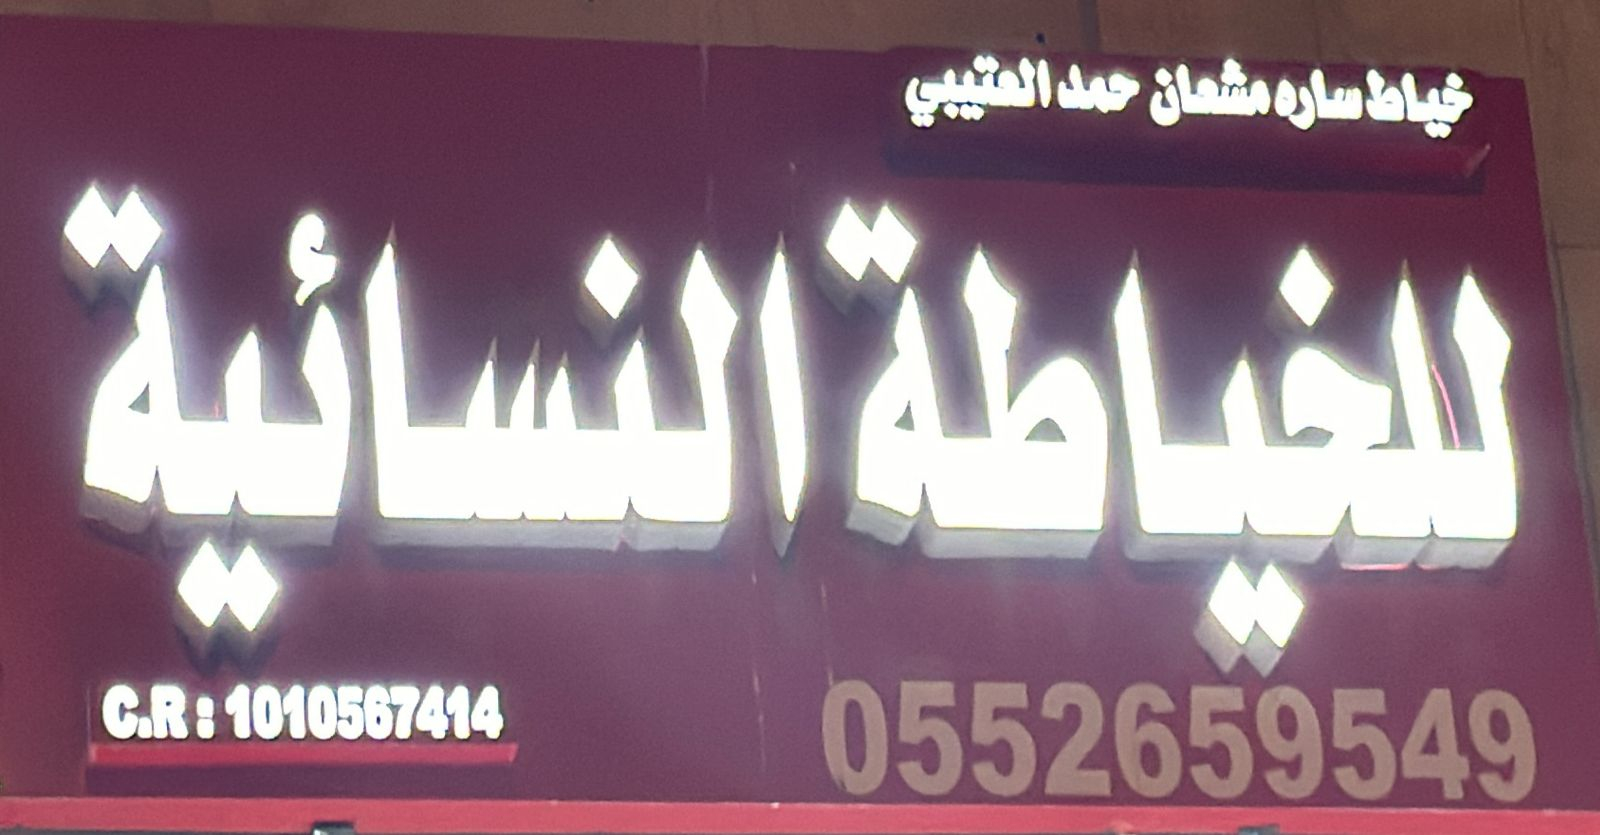 خياط ساره مشعان حمد العتيبي
للخياطة النسائية
C.R : 1010567414
0552659549